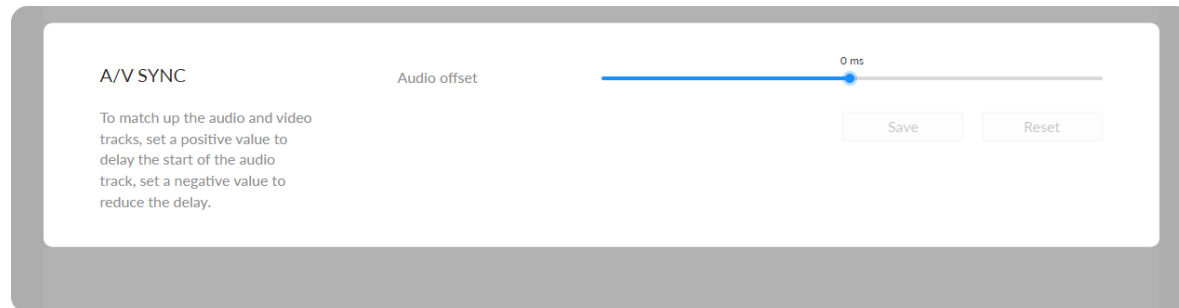 A/V SYNC
Audio offset
0 ms
To match up the audio and video
tracks, set a positive value to
delay the start of the audio
track, set a negative value to
reduce the delay.
Save
Reset